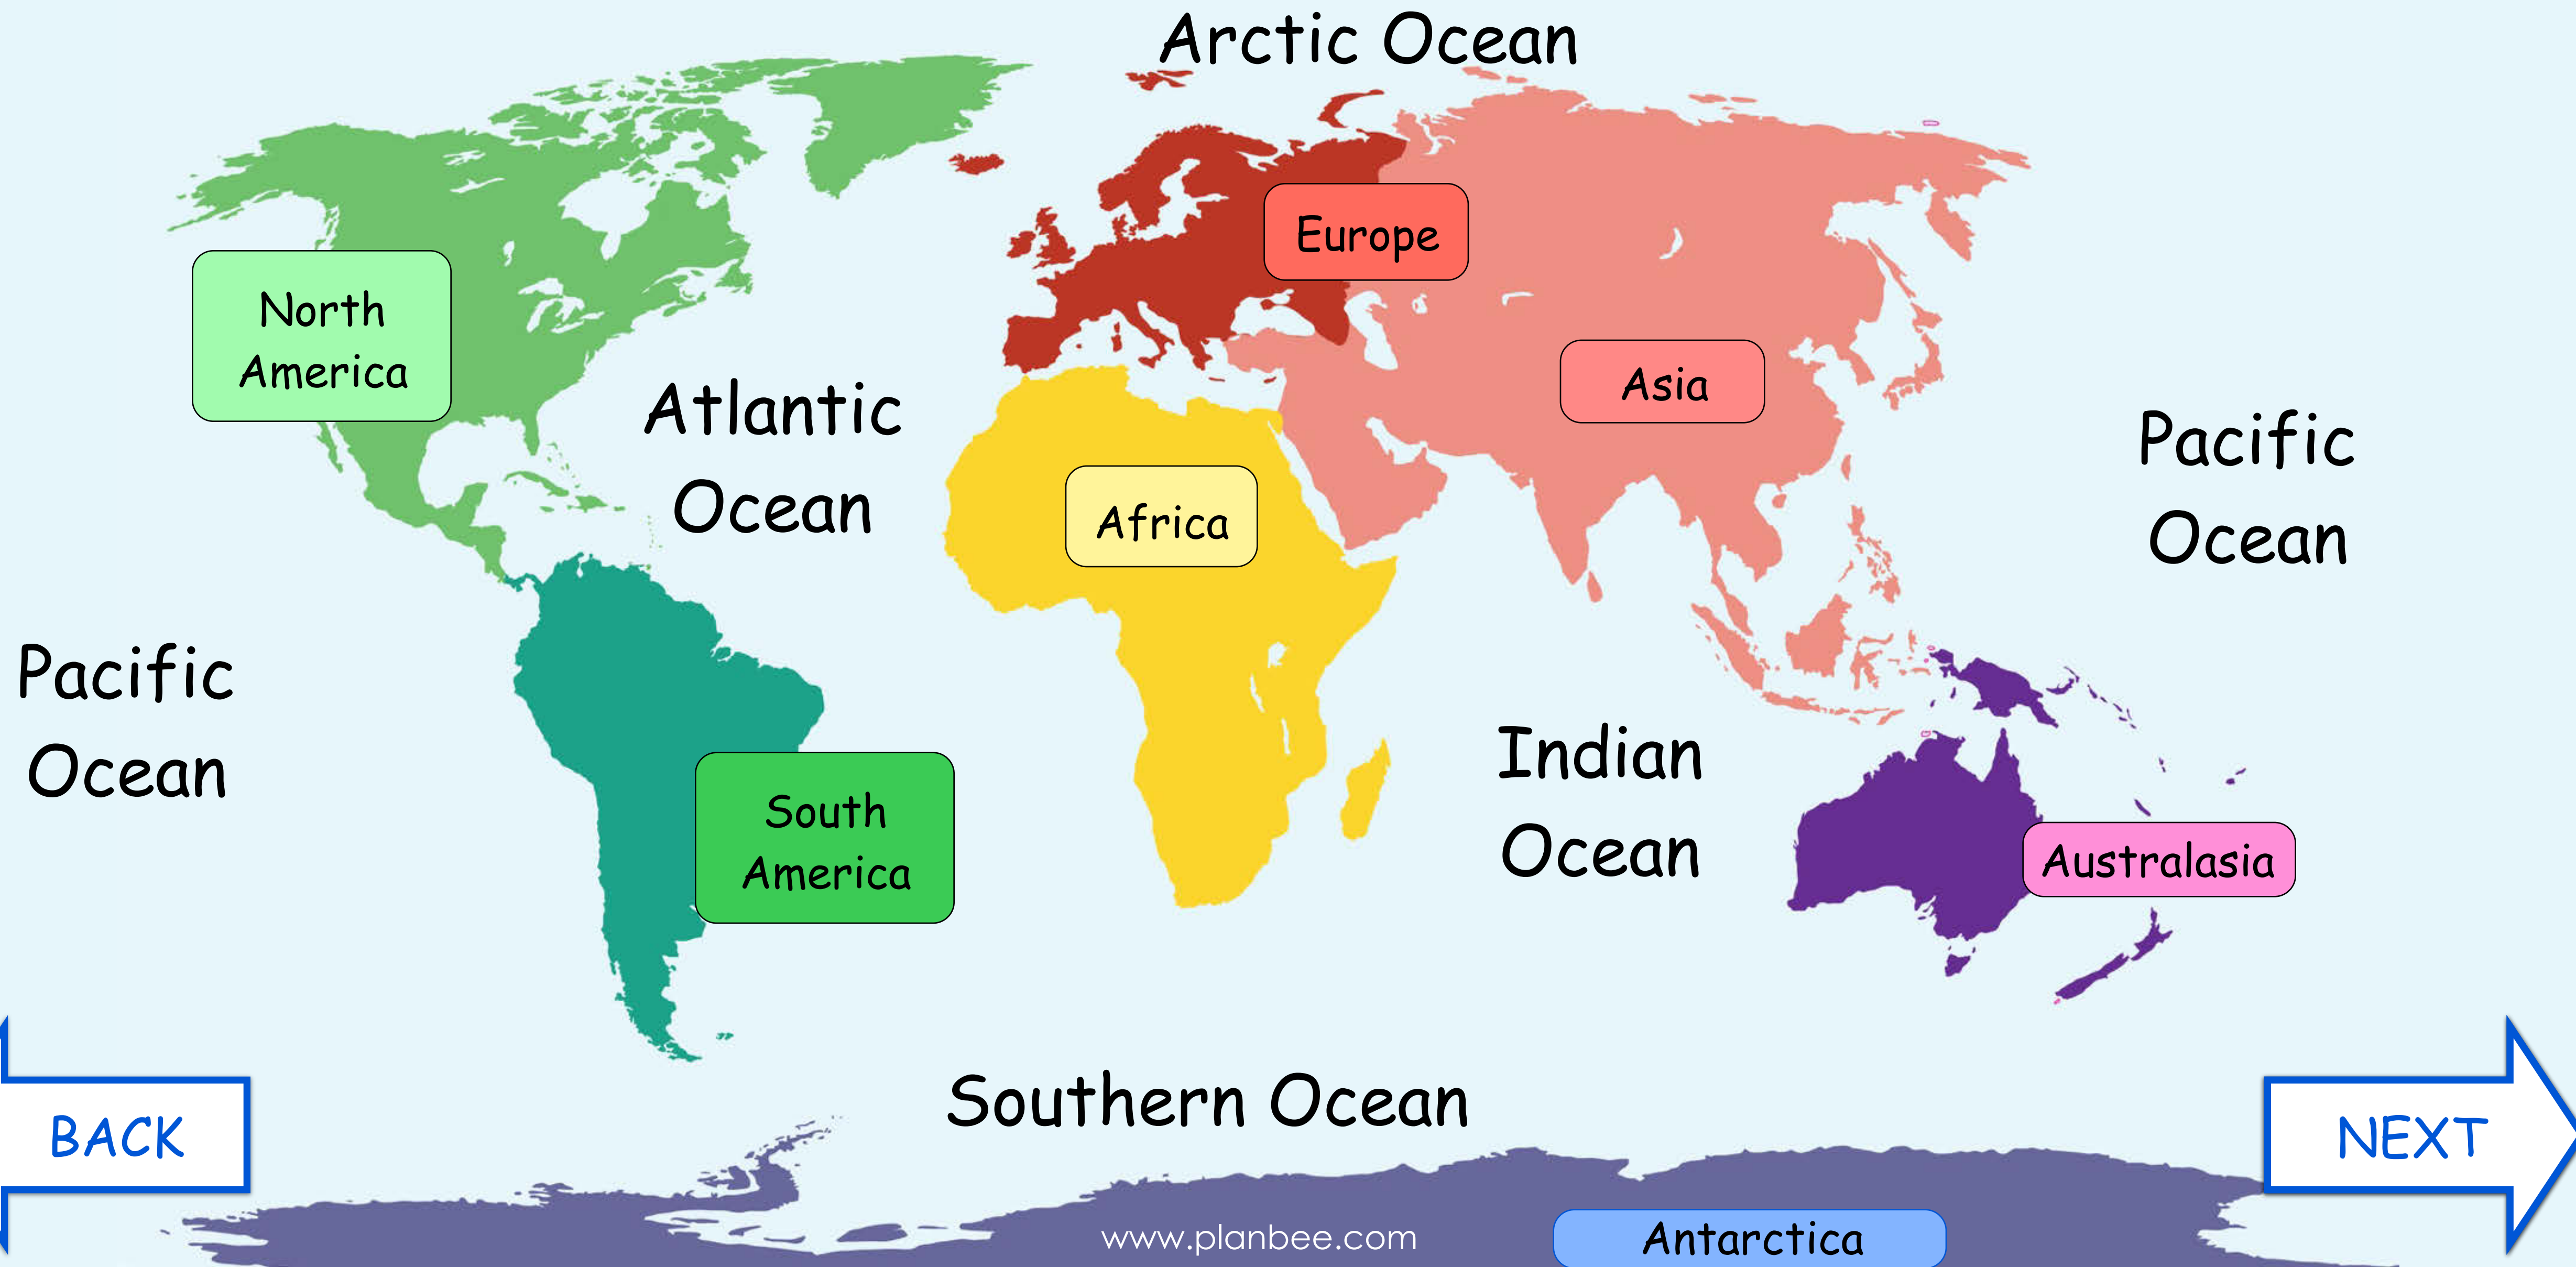 Arctic Ocean
Europe
North
America
Asia
Atlantic
Ocean
Pacific
Ocean
Africa
Pacific
Ocean
Indian
Ocean
South
America
Australasia
Southern Ocean
BACK
NEXT
www.planbee.com
Antarctica